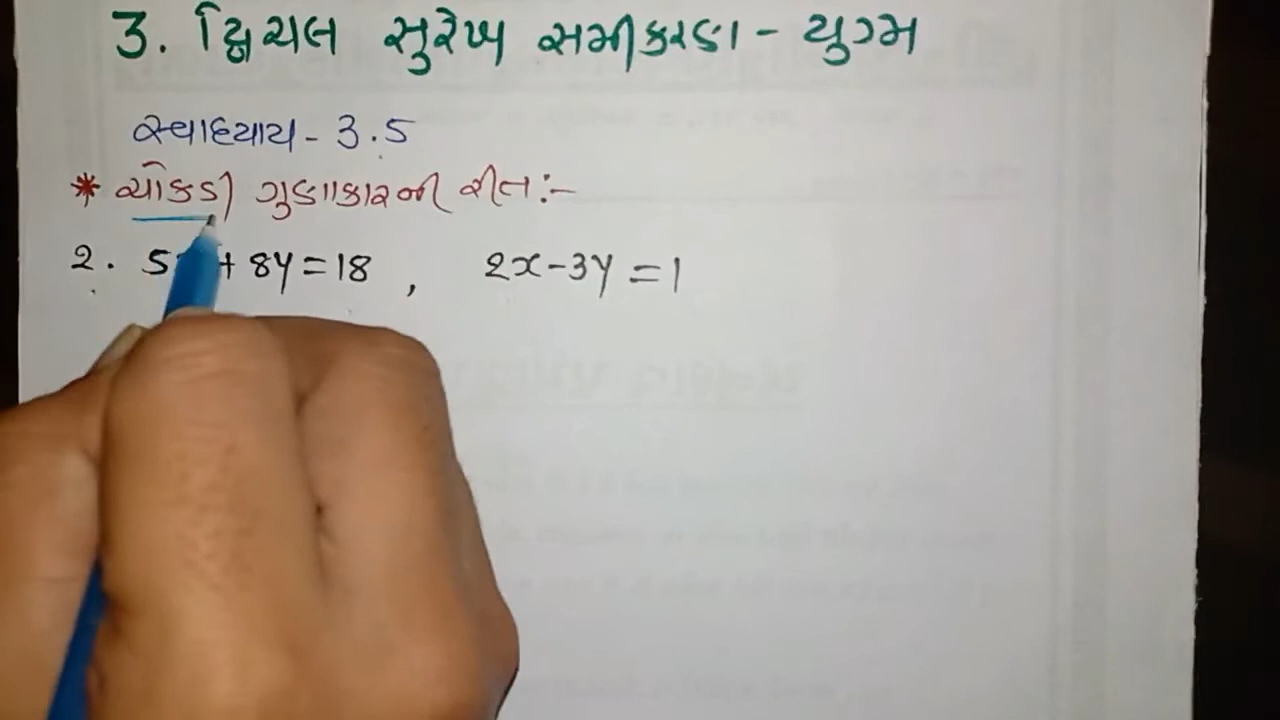 3. દ્વિચલ સુરેખ સમીકરણ - યુગ્મ
સ્વાધ્યાય - 3.5
* ચોકડી ગુણાકારની રીત :-
2. 5 + 8y = 18 , 2x - 3y = 1